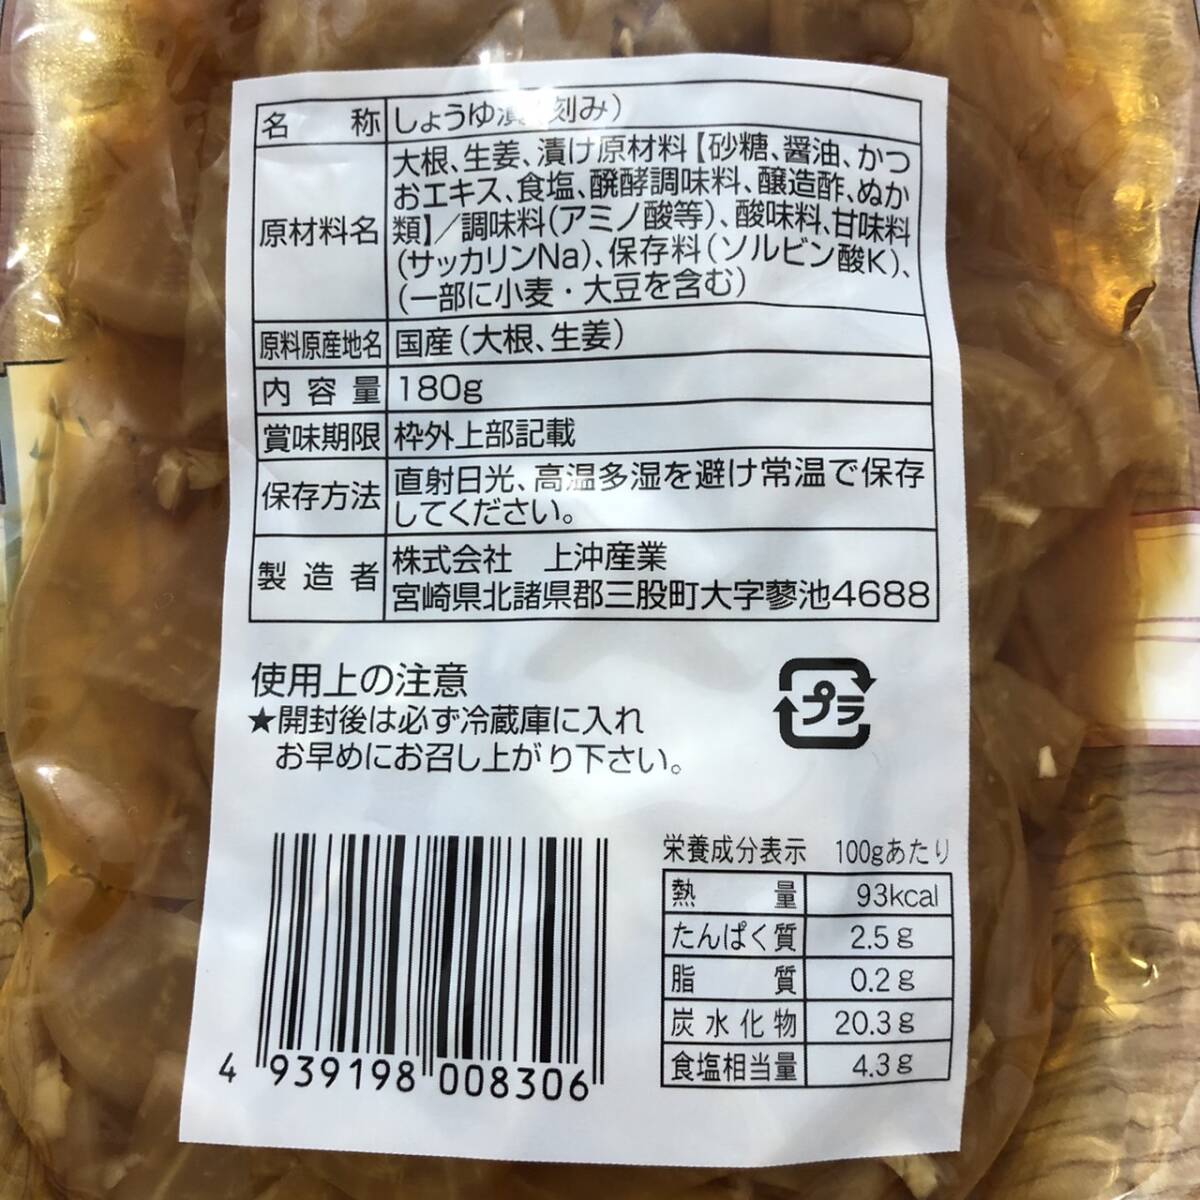 名称 しょうゆ漬(刻み)
原材料名 大根、生姜、漬け原材料【砂糖、醤油、かつ
おエキス、食塩、醗酵調味料、醸造酢、ぬか
類】/調味料(アミノ酸等)、酸味料、甘味料
(サッカリンNa)、保存料(ソルビン酸K)、
(一部に小麦・大豆を含む)
原料原産地名 国産(大根、生姜)
内容量 180g
賞味期限 枠外上部記載
保存方法 直射日光、高温多湿を避け常温で保存
してください。
製造者 株式会社 上沖産業
宮崎県北諸県郡三股町大字蓼池4688
使用上の注意
★開封後は必ず冷蔵庫に入れ
お早めにお召し上がり下さい。
プラ
4 939198 008306
栄養成分表示 100gあたり
熱量 93kcal
たんぱく質 2.5g
脂質 0.2g
炭水化物 20.3g
食塩相当量 4.3g